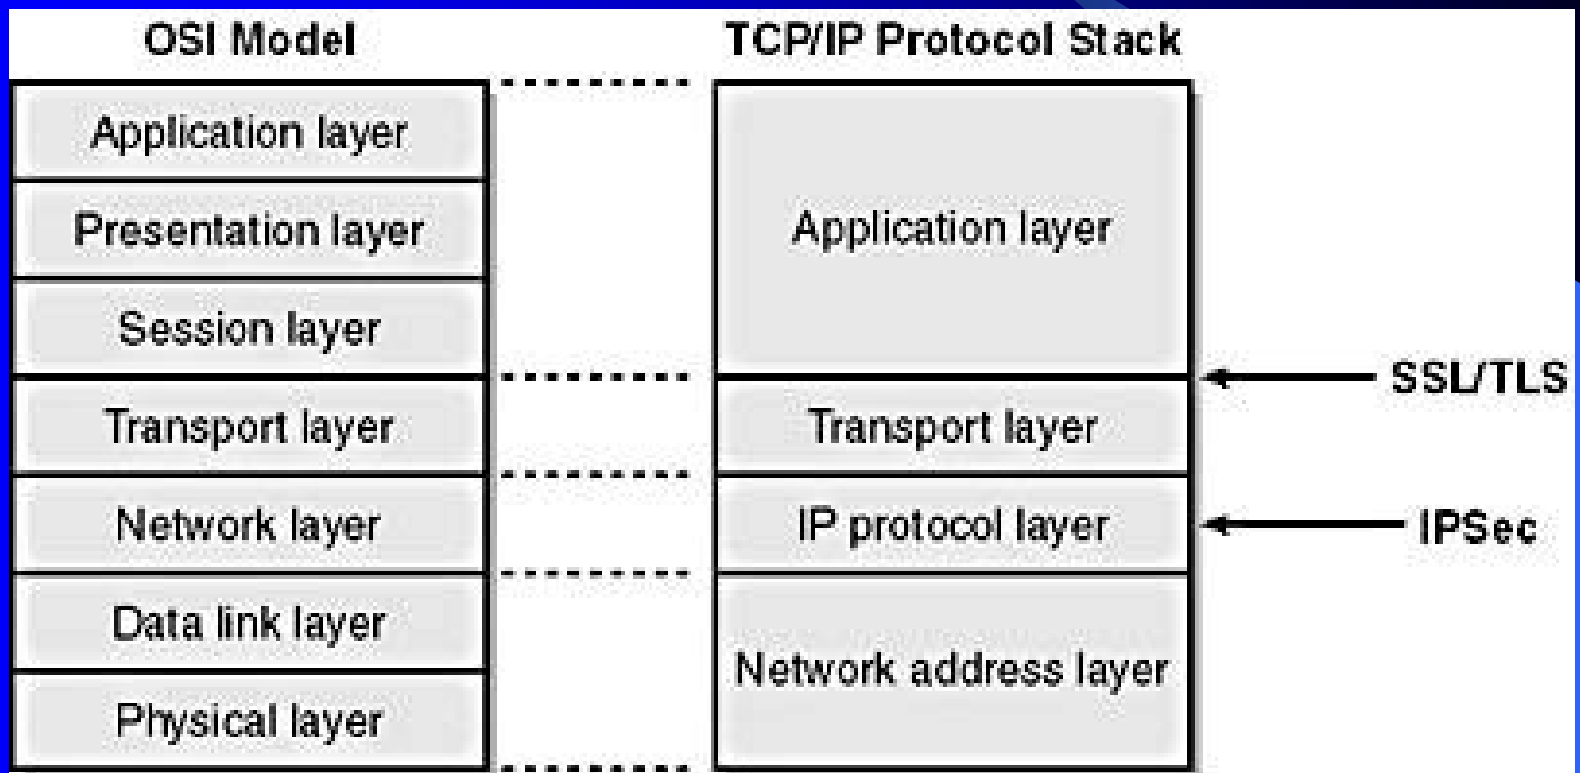 OSI Model
TCP/IP Protocol Stack
Application layer
Presentation layer
Session layer
Transport layer
Network layer
Data link layer
Physical layer
Application layer
Transport layer
IP protocol layer
Network address layer
SSL/TLS
IPSec